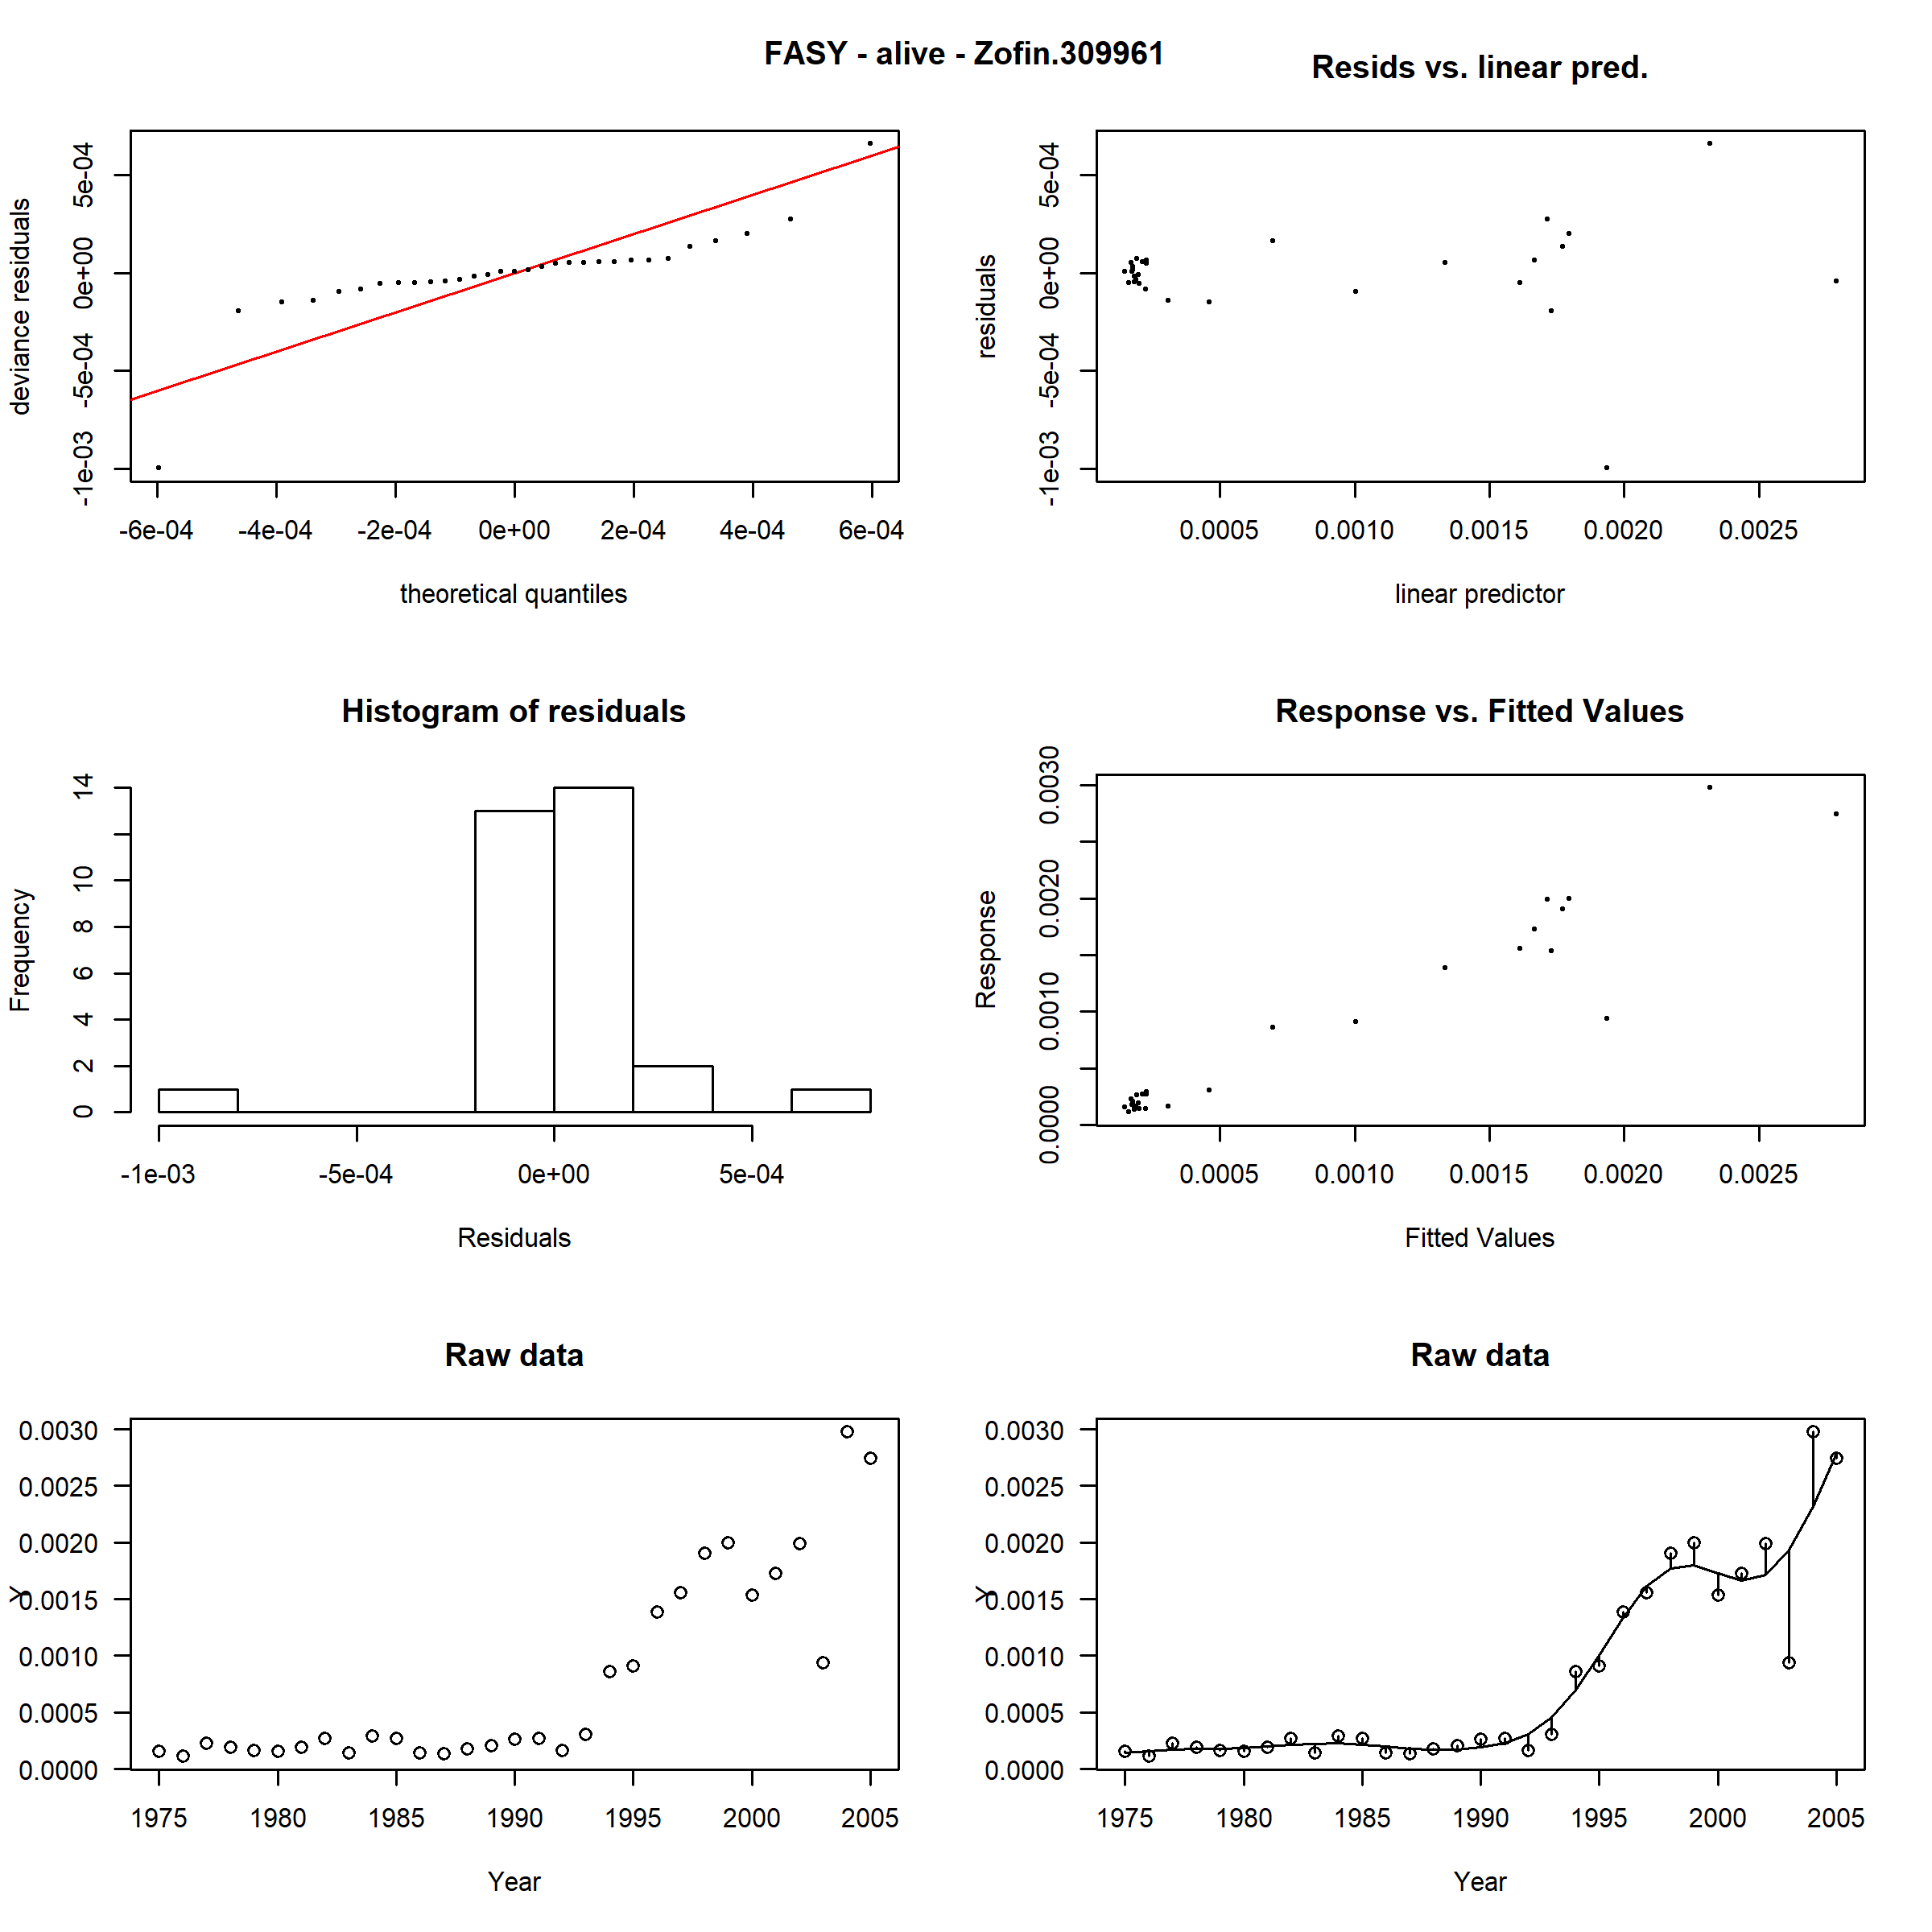 FASY - alive - Zofin.309961
Resids vs. linear pred.
deviance residuals
5e-04
0e+00
-5e-04
-1e-03
-6e-04 -4e-04 -2e-04 0e+00 2e-04 4e-04 6e-04
theoretical quantiles
residuals
5e-04
0e+00
-5e-04
-1e-03
0.0005 0.0010 0.0015 0.0020 0.0025
linear predictor
Histogram of residuals
Frequency
14
10
8
6
4
2
0
-1e-03 -5e-04 0e+00 5e-04
Residuals
Response vs. Fitted Values
Response
0.0030
0.0020
0.0010
0.0000
0.0005 0.0010 0.0015 0.0020 0.0025
Fitted Values
Raw data
Y
0.0030
0.0025
0.0020
0.0015
0.0010
0.0005
0.0000
1975 1980 1985 1990 1995 2000 2005
Year
Raw data
Y
0.0030
0.0025
0.0020
0.0015
0.0010
0.0005
0.0000
1975 1980 1985 1990 1995 2000 2005
Year